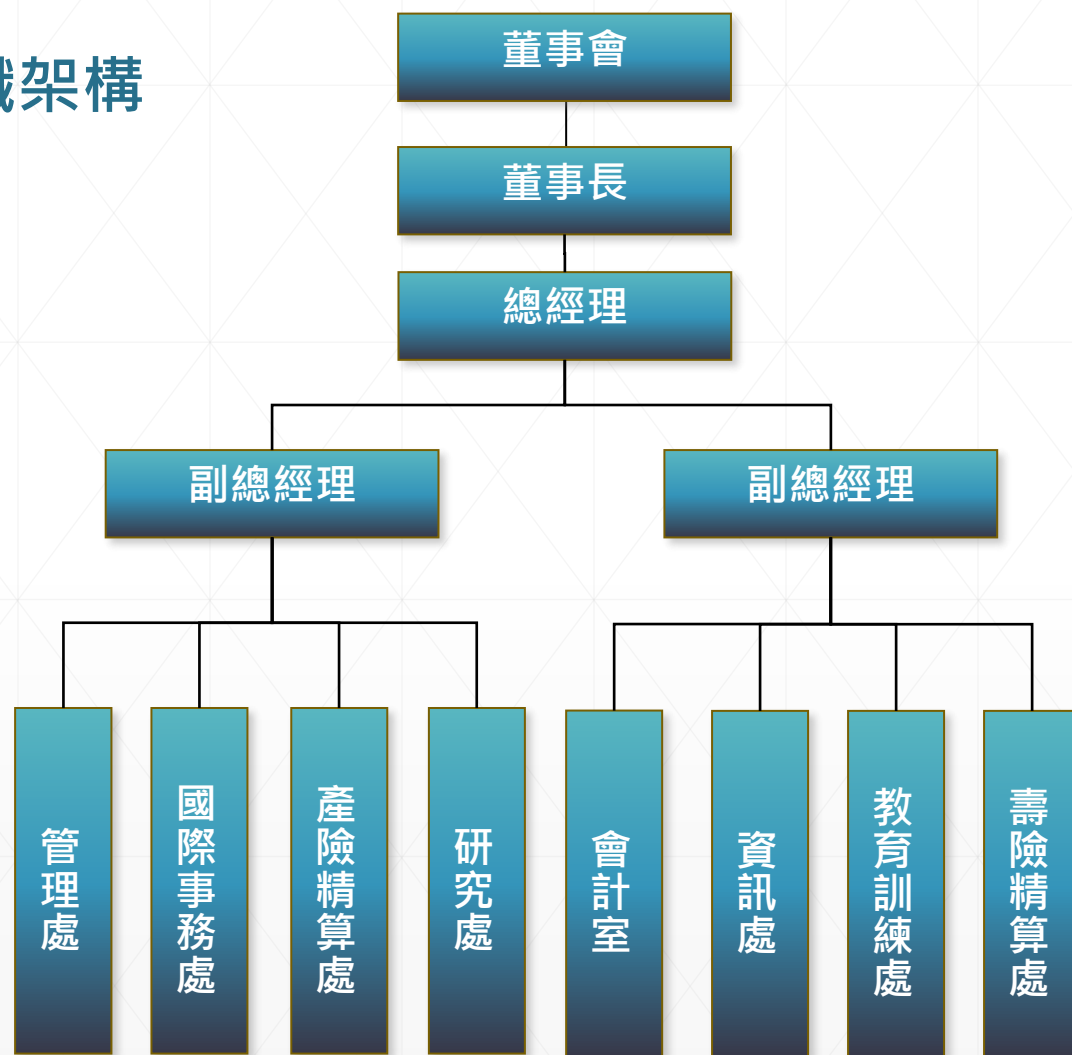 架構
董事會
董事長
總經理
副總經理
副總經理
管理處
國際事務處
產險精算處
研究處
會計室
資訊處
教育訓練處
壽險精算處